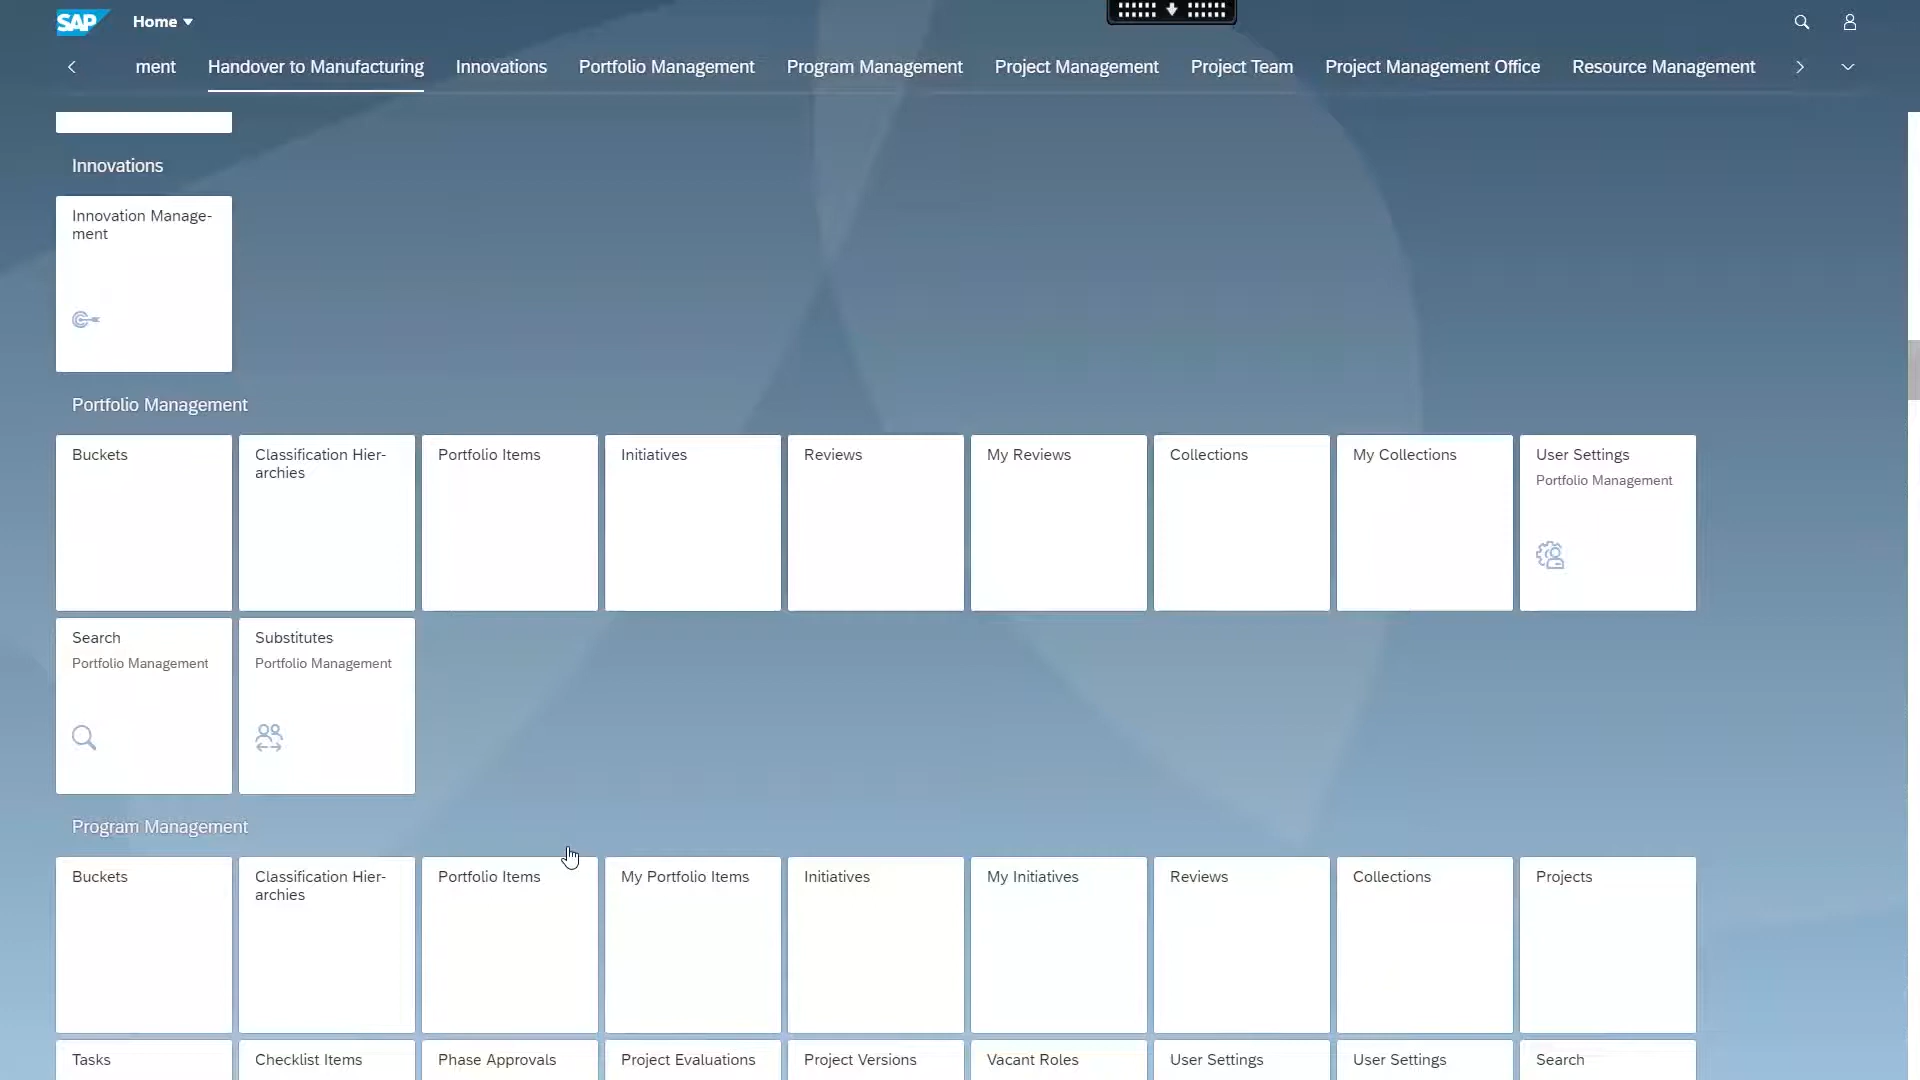 SAP Home
ment Handover to Manufacturing Innovations Portfolio Management Program Management Project Management Project Team Project Management Office Resource Management
Innovations
Innovation Manage-
ment
Portfolio Management
Buckets Classification Hier- Portfolio Items Initiatives Reviews My Reviews Collections My Collections User Settings
archies Portfolio Management
Search Substitutes
Portfolio Management Portfolio Management
Program Management
Buckets Classification Hier- Portfolio Items My Portfolio Items Initiatives My Initiatives Reviews Collections Projects
archies
Tasks Checklist Items Phase Approvals Project Evaluations Project Versions Vacant Roles User Settings User Settings Search